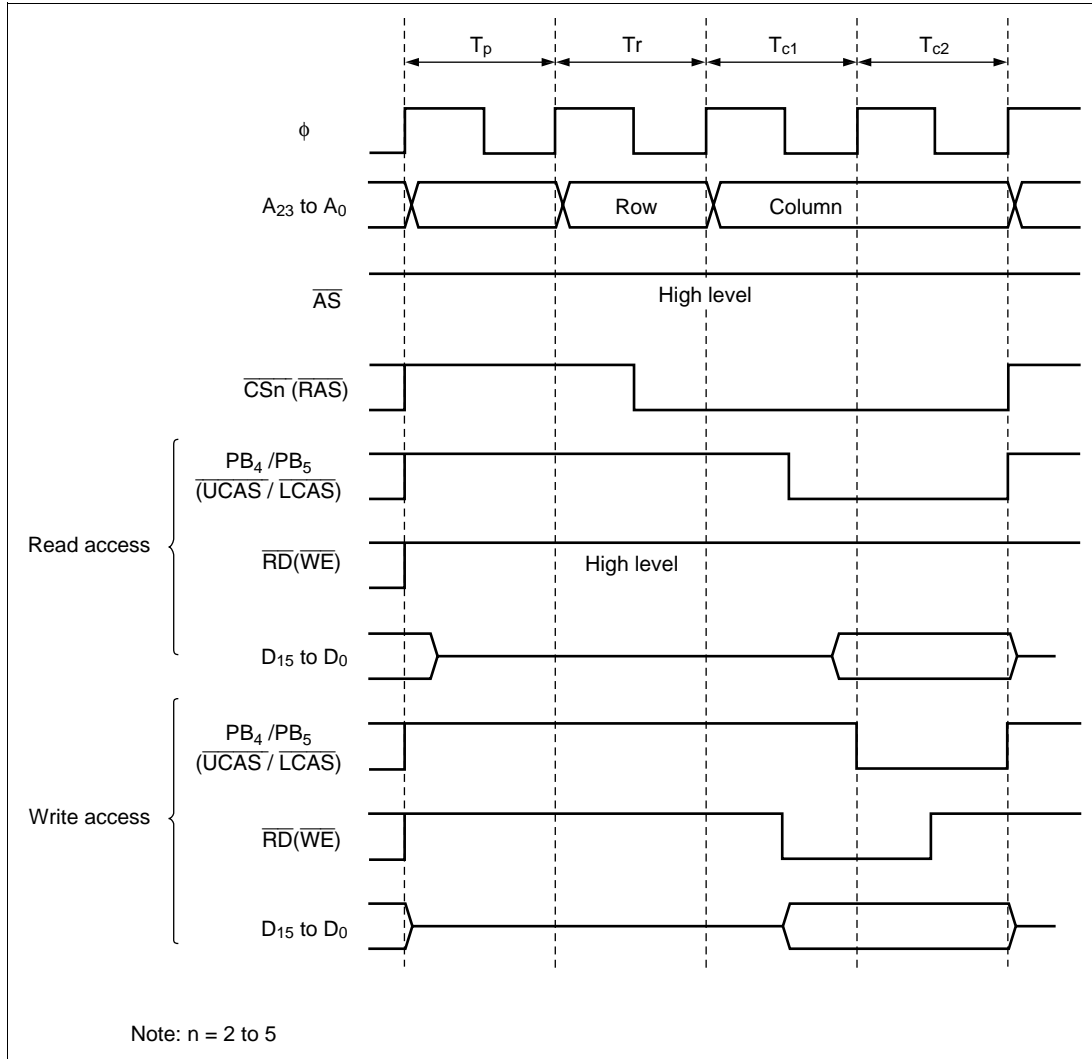 Tp Tr Tc1 Tc2
φ
A23 to A0
Row
Column
AS
High level
CSn (RAS)
Read access
PB4 /PB5
(UCAS / LCAS)
RD(WE)
High level
D15 to D0
Write access
PB4 /PB5
(UCAS / LCAS)
RD(WE)
D15 to D0
Note: n = 2 to 5